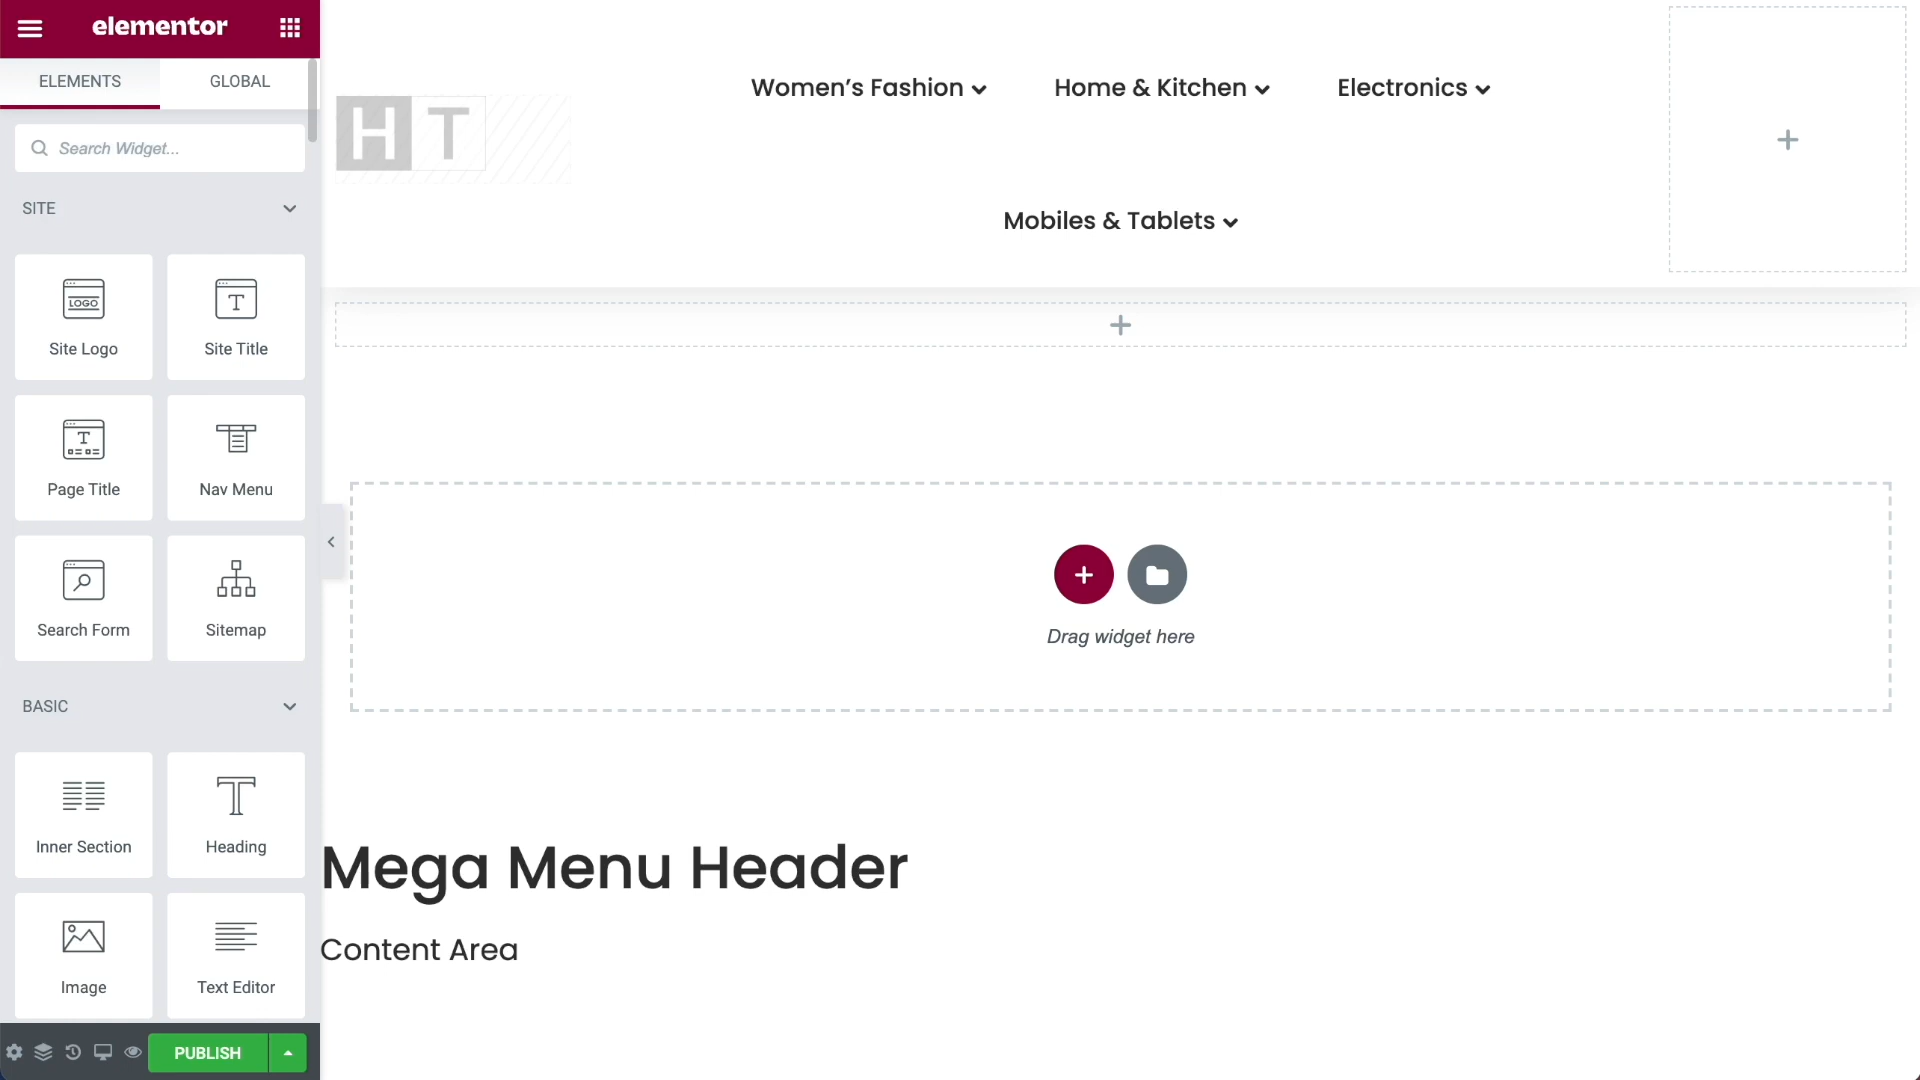 elementor
ELEMENTS GLOBAL
Search Widget...
SITE
LOGO
Site Logo
T
Site Title
T
Page Title
Nav Menu
Search Form
Sitemap
BASIC
Inner Section
T
Heading
Image
Text Editor
PUBLISH
H T
Women’s Fashion
Home & Kitchen
Electronics
Mobiles & Tablets
Drag widget here
Mega Menu Header
Content Area